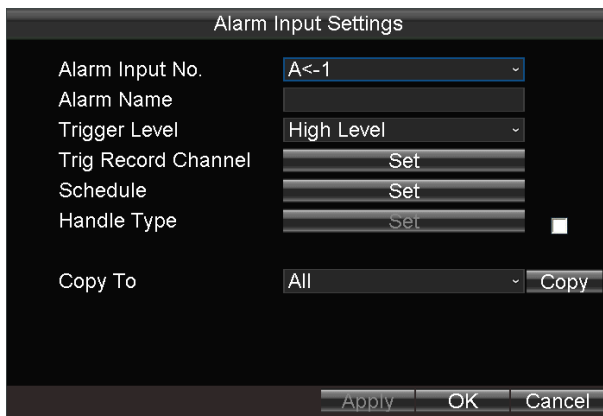 Alarm Input Settings
Alarm Input No. A<-1
Alarm Name
Trigger Level High Level
Trig Record Channel Set
Schedule Set
Handle Type Set
Copy To All Copy
Apply OK Cancel